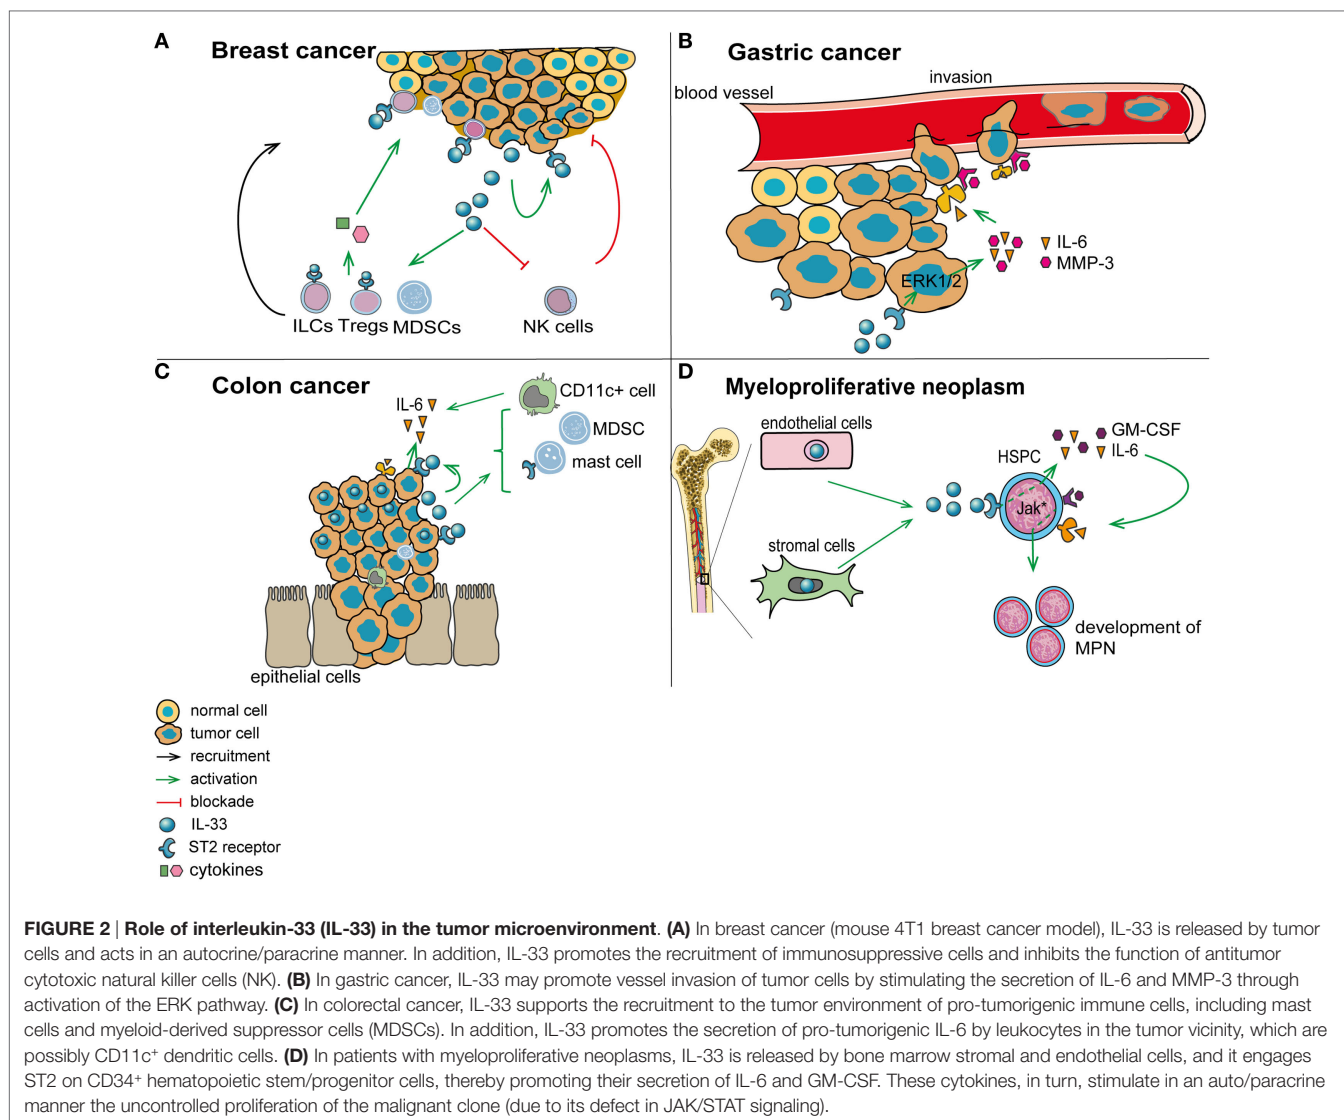 A
Breast cancer
ILCs Tregs MDSCs
NK cells
B
Gastric cancer
invasion
blood vessel
ERK1/2
IL-6
MMP-3
C
Colon cancer
IL-6
CD11c+ cell
MDSC
mast cell
epithelial cells
D
Myeloproliferative neoplasm
endothelial cells
stromal cells
HSPC
Jak*
GM-CSF
IL-6
development of
MPN
normal cell
tumor cell
recruitment
activation
blockade
IL-33
ST2 receptor
cytokines
FIGURE 2 | Role of interleukin-33 (IL-33) in the tumor microenvironment. (A) In breast cancer (mouse 4T1 breast cancer model), IL-33 is released by tumor
cells and acts in an autocrine/paracrine manner. In addition, IL-33 promotes the recruitment of immunosuppressive cells and inhibits the function of antitumor
cytotoxic natural killer cells (NK). (B) In gastric cancer, IL-33 may promote vessel invasion of tumor cells by stimulating the secretion of IL-6 and MMP-3 through
activation of the ERK pathway. (C) In colorectal cancer, IL-33 supports the recruitment to the tumor environment of pro-tumorigenic immune cells, including mast
cells and myeloid-derived suppressor cells (MDSCs). In addition, IL-33 promotes the secretion of pro-tumorigenic IL-6 by leukocytes in the tumor vicinity, which are
possibly CD11c⁺ dendritic cells. (D) In patients with myeloproliferative neoplasms, IL-33 is released by bone marrow stromal and endothelial cells, and it engages
ST2 on CD34⁺ hematopoietic stem/progenitor cells, thereby promoting their secretion of IL-6 and GM-CSF. These cytokines, in turn, stimulate in an auto/paracrine
manner the uncontrolled proliferation of the malignant clone (due to its defect in JAK/STAT signaling).